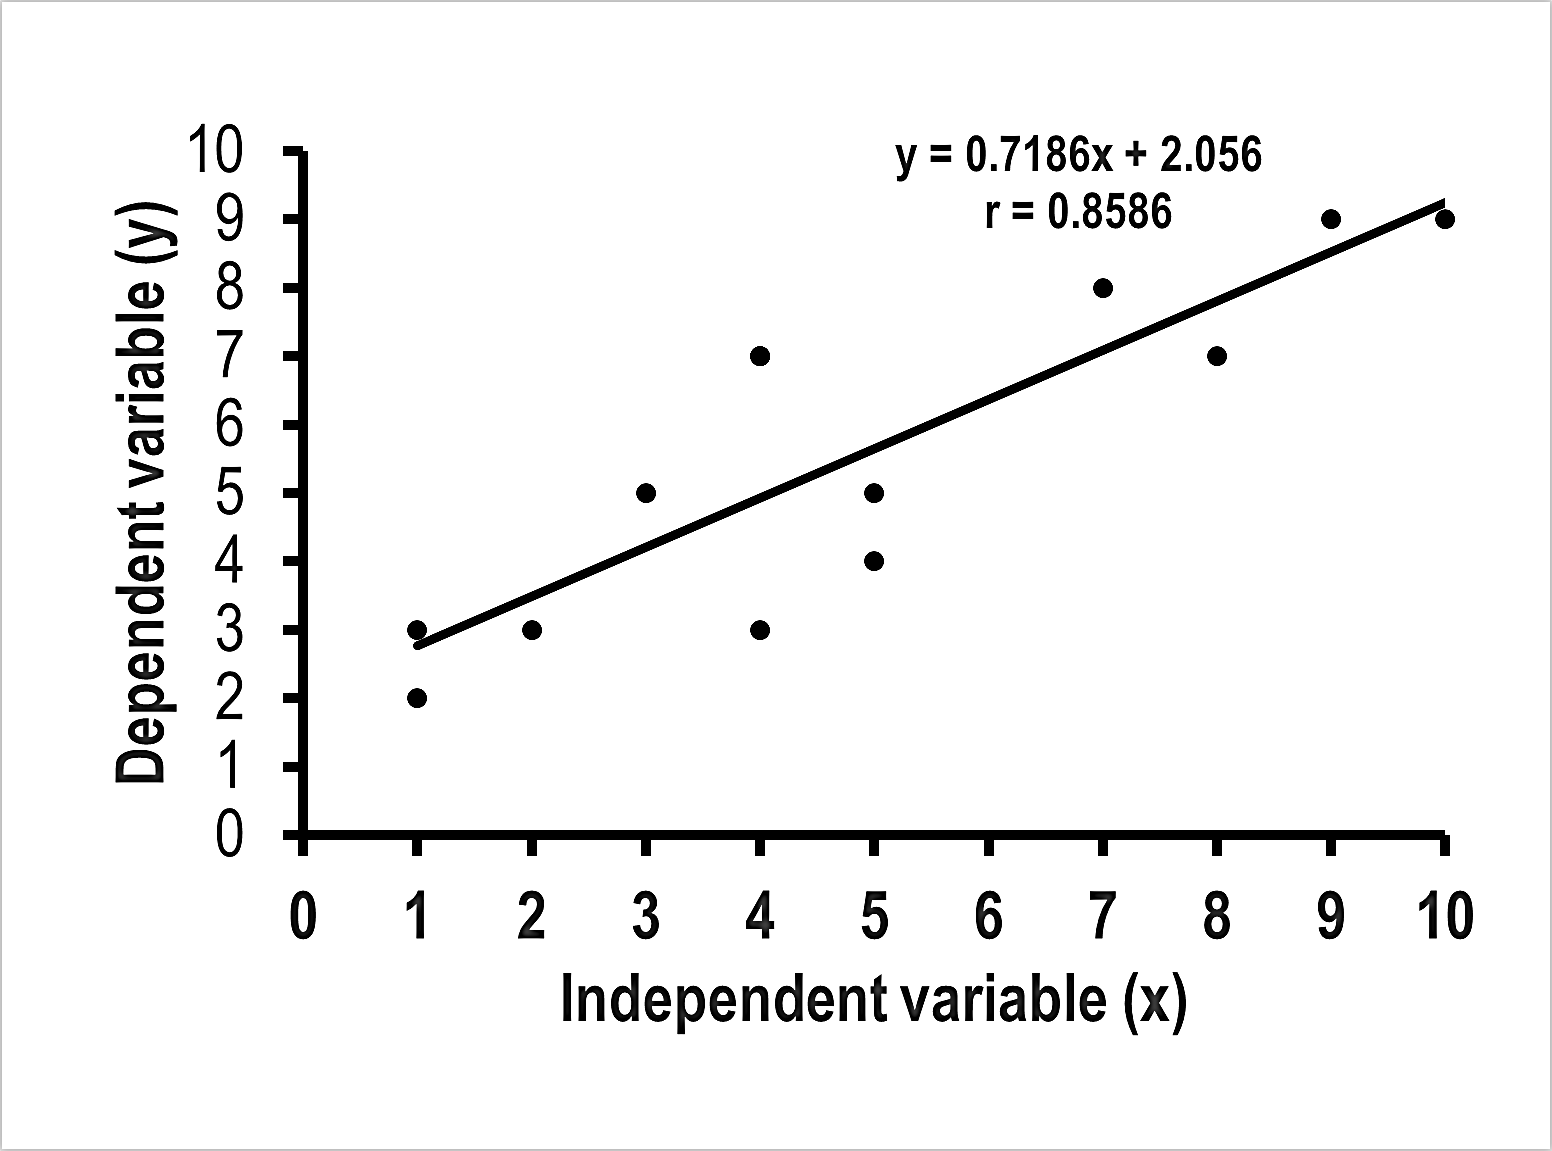 y = 0.7186x + 2.056
r = 0.8586
10
9
8
7
6
5
4
3
2
1
0
Dependent variable (y)
0 1 2 3 4 5 6 7 8 9 10
Independent variable (x)